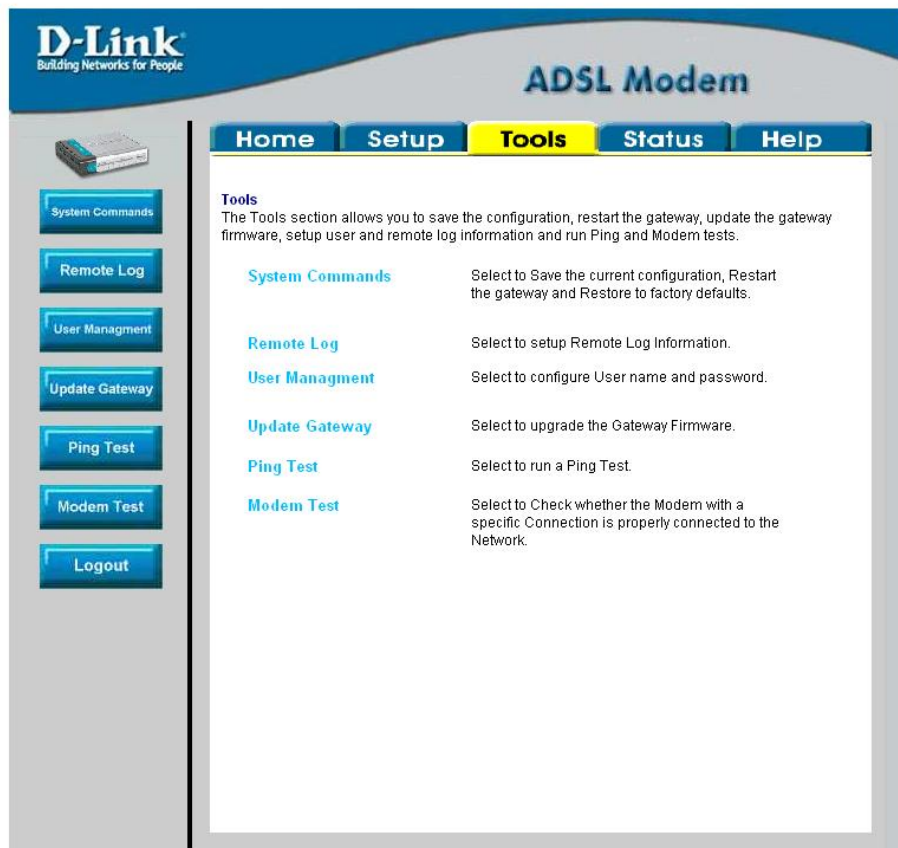 D-Link
Building Networks for People
ADSL Modem
Home
Setup
Tools
Status
Help
System Commands
Remote Log
User Managment
Update Gateway
Ping Test
Modem Test
Logout
Tools
The Tools section allows you to save the configuration, restart the gateway, update the gateway
firmware, setup user and remote log information and run Ping and Modem tests.
System Commands
Select to Save the current configuration, Restart
the gateway and Restore to factory defaults.
Remote Log
Select to setup Remote Log Information.
User Managment
Select to configure User name and password.
Update Gateway
Select to upgrade the Gateway Firmware.
Ping Test
Select to run a Ping Test.
Modem Test
Select to Check whether the Modem with a
specific Connection is properly connected to the
Network.